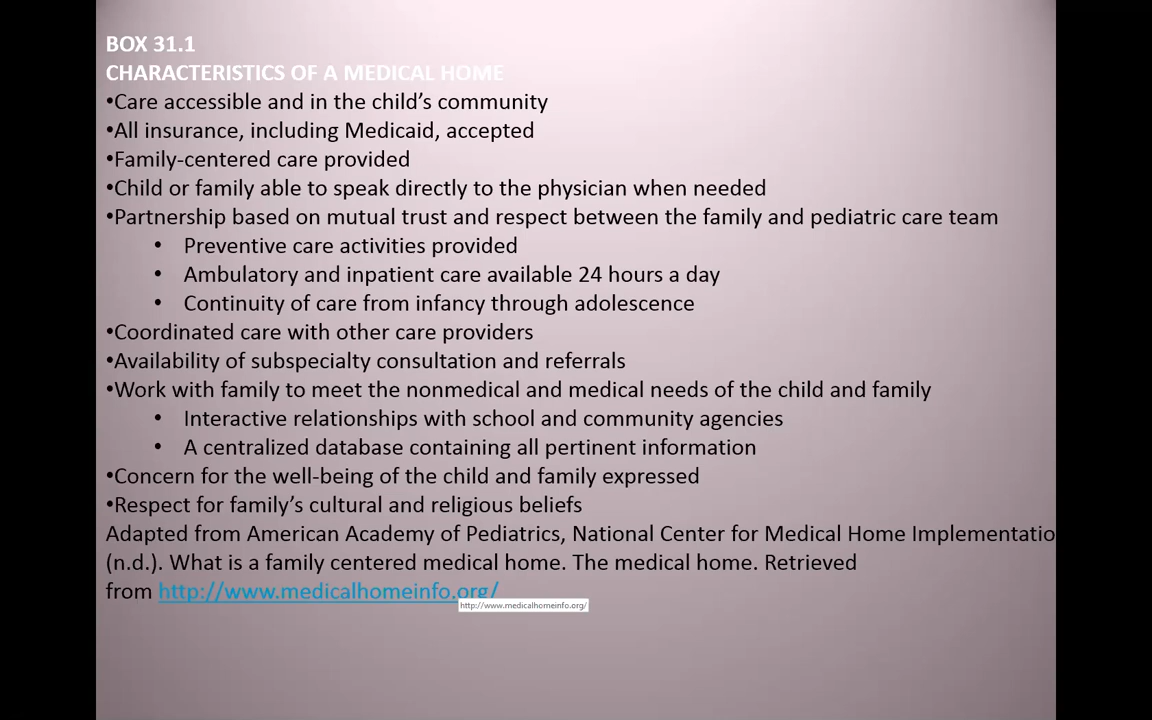 BOX 31.1
CHARACTERISTICS OF A MEDICAL HOME
•Care accessible and in the child’s community
•All insurance, including Medicaid, accepted
•Family-centered care provided
•Child or family able to speak directly to the physician when needed
•Partnership based on mutual trust and respect between the family and pediatric care team
• Preventive care activities provided
• Ambulatory and inpatient care available 24 hours a day
• Continuity of care from infancy through adolescence
•Coordinated care with other care providers
•Availability of subspecialty consultation and referrals
•Work with family to meet the nonmedical and medical needs of the child and family
• Interactive relationships with school and community agencies
• A centralized database containing all pertinent information
•Concern for the well-being of the child and family expressed
•Respect for family’s cultural and religious beliefs
Adapted from American Academy of Pediatrics, National Center for Medical Home Implementatio
(n.d.). What is a family centered medical home. The medical home. Retrieved
from http://www.medicalhomeinfo.org/
http://www.medicalhomeinfo.org/